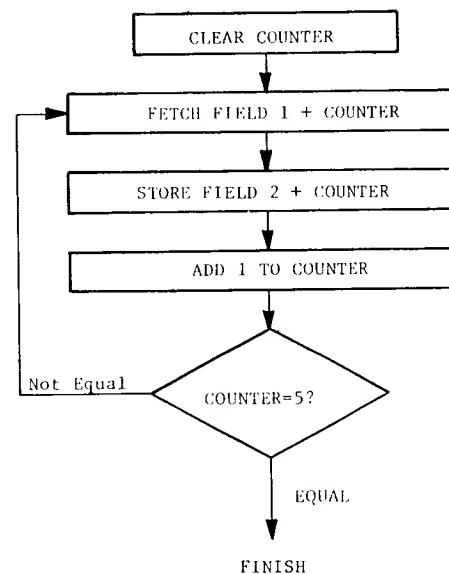 CLEAR COUNTER
FETCH FIELD 1 + COUNTER
STORE FIELD 2 + COUNTER
ADD 1 TO COUNTER
Not Equal
COUNTER=5?
EQUAL
FINISH